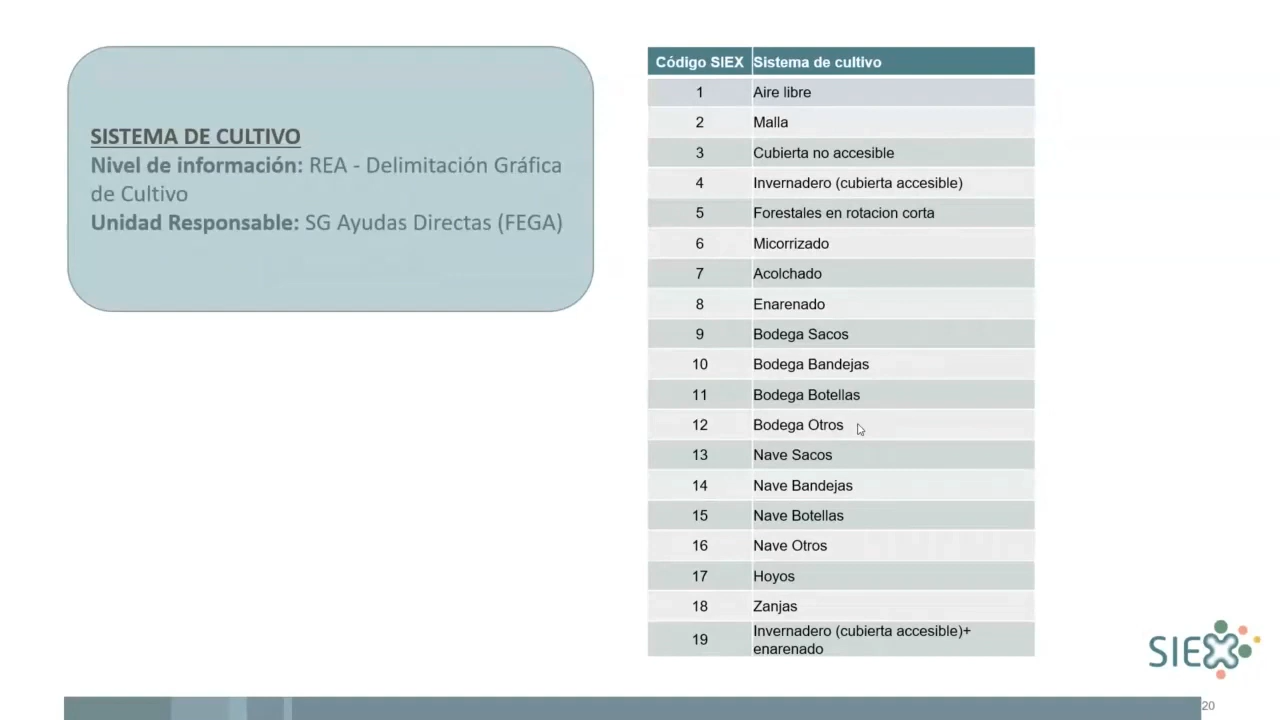 SISTEMA DE CULTIVO
Nivel de información: REA - Delimitación Gráfica
de Cultivo
Unidad Responsable: SG Ayudas Directas (FEGA)
Código SIEX Sistema de cultivo
1 Aire libre
2 Malla
3 Cubierta no accesible
4 Invernadero (cubierta accesible)
5 Forestales en rotacion corta
6 Micorrizado
7 Acolchado
8 Enarenado
9 Bodega Sacos
10 Bodega Bandejas
11 Bodega Botellas
12 Bodega Otros
13 Nave Sacos
14 Nave Bandejas
15 Nave Botellas
16 Nave Otros
17 Hoyos
18 Zanjas
19 Invernadero (cubierta accesible)+
enarenado
SIEX
20